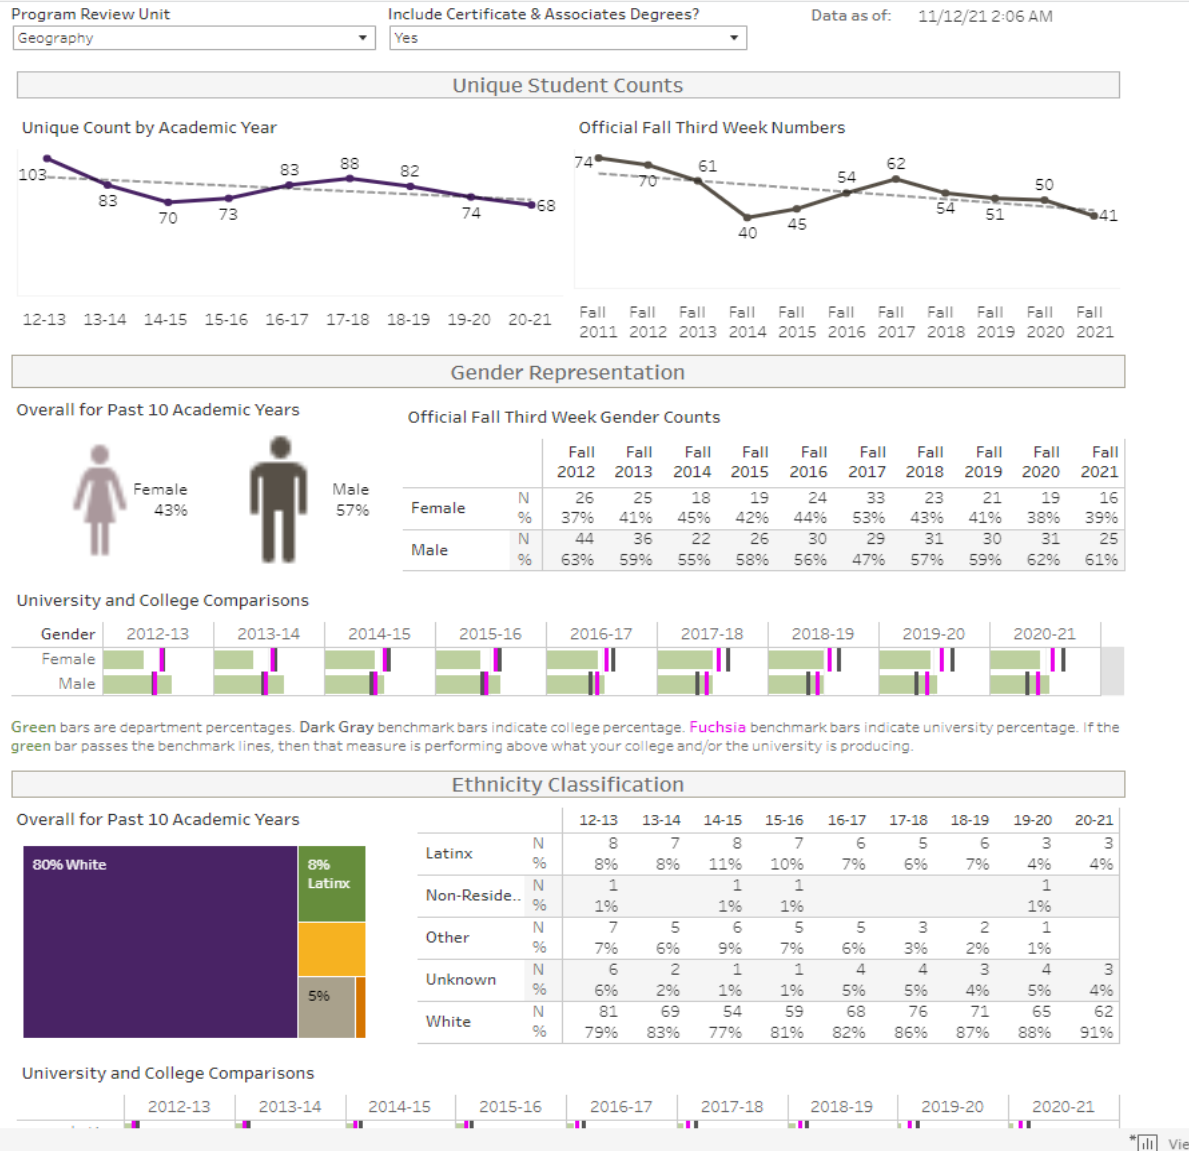 Program Review Unit
Include Certificate & Associates Degrees?
Data as of: 11/12/21 2:06 AM
Geography
Yes
Unique Student Counts
Unique Count by Academic Year
103 83 70 73 83 88 82 74 68
12-13 13-14 14-15 15-16 16-17 17-18 18-19 19-20 20-21
Official Fall Third Week Numbers
74 70 61 40 45 54 62 54 51 50 41
Fall Fall Fall Fall Fall Fall Fall Fall Fall Fall Fall
2011 2012 2013 2014 2015 2016 2017 2018 2019 2020 2021
Gender Representation
Overall for Past 10 Academic Years
Female
43%
Male
57%
Official Fall Third Week Gender Counts
Fall Fall Fall Fall Fall Fall Fall Fall Fall Fall
2012 2013 2014 2015 2016 2017 2018 2019 2020 2021
Female
N 26 25 18 19 24 33 23 21 19 16
% 37% 41% 45% 42% 44% 53% 43% 41% 38% 39%
Male
N 44 36 22 26 30 29 31 30 31 25
% 63% 59% 55% 58% 56% 47% 57% 59% 62% 61%
University and College Comparisons
Gender 2012-13 2013-14 2014-15 2015-16 2016-17 2017-18 2018-19 2019-20 2020-21
Female
Male
Green bars are department percentages. Dark Gray benchmark bars indicate college percentage. Fuchsia benchmark bars indicate university percentage. If the
green bar passes the benchmark lines, then that measure is performing above what your college and/or the university is producing.
Ethnicity Classification
Overall for Past 10 Academic Years
80% White
8%
Latinx
5%
12-13 13-14 14-15 15-16 16-17 17-18 18-19 19-20 20-21
Latinx
N 8 7 8 7 6 5 6 3 3
% 8% 8% 11% 10% 7% 6% 7% 4% 4%
Non-Reside..
N 1 1 1 1
% 1% 1% 1% 1%
Other
N 7 5 6 5 5 3 2 1
% 7% 6% 9% 7% 6% 3% 2% 1%
Unknown
N 6 2 1 1 4 4 3 4 3
% 6% 2% 1% 1% 5% 5% 4% 5% 4%
White
N 81 69 54 59 68 76 71 65 62
% 79% 83% 77% 81% 82% 86% 87% 88% 91%
University and College Comparisons
2012-13 2013-14 2014-15 2015-16 2016-17 2017-18 2018-19 2019-20 2020-21
Vie